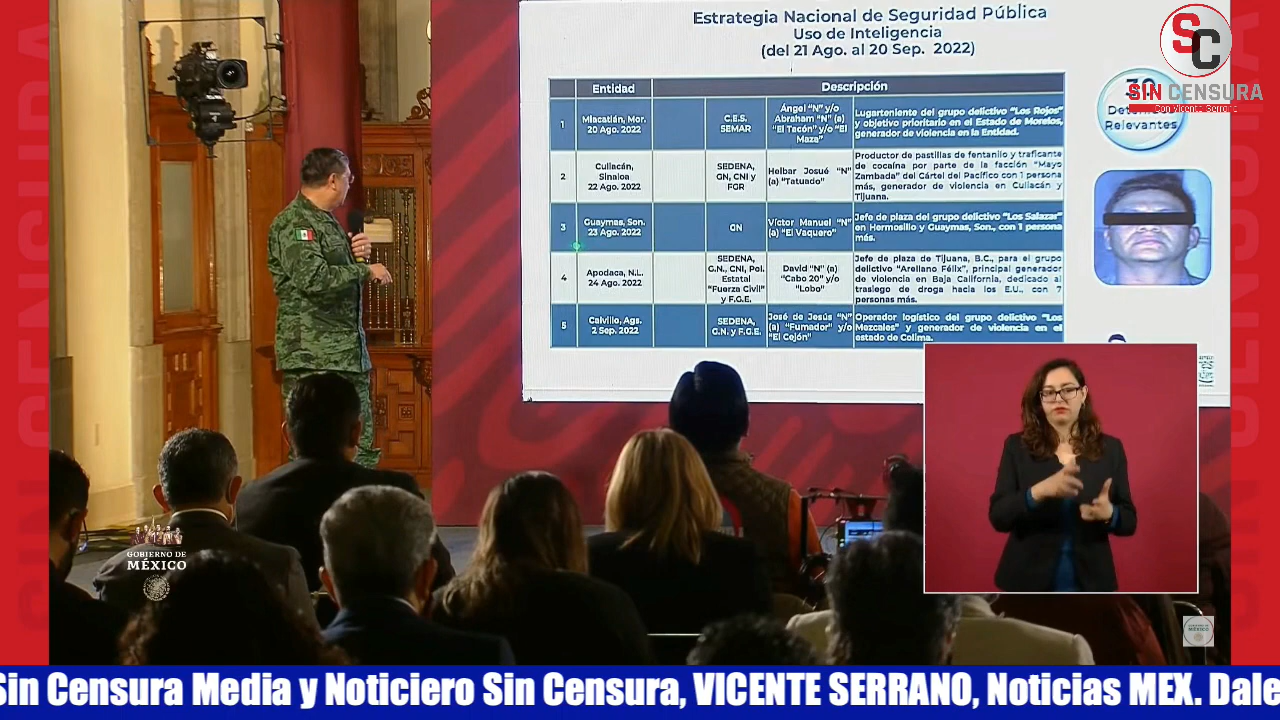 Estrategia Nacional de Seguridad Pública
Uso de Inteligencia
(del 21 Ago. al 20 Sep. 2022)
SC
SIN CENSURA
Con Vicente Serrano
30
Detenidos
Relevantes
Entidad
Descripción
1
Miacatlán, Mor.
20 Ago. 2022
C.E.S.
SEMAR
Ángel “N” y/o
Abraham “N” (a)
“El Tecón” y/o “El
Maza”
Lugarteniente del grupo delictivo “Los Rojos”
y objetivo prioritario en el Estado de Morelos,
generador de violencia en la Entidad.
2
Culiacán,
Sinaloa
22 Ago. 2022
SEDENA,
GN, CNI y
FGR
Heibar Josué “N”
(a) “Tatuado”
Productor de pastillas de fentanilo y traficante
de cocaína por parte de la facción “Mayo
Zambada” del Cártel del Pacífico con 1 persona
más, generador de violencia en Culiacán y
Tijuana.
3
Guaymas, Son.
23 Ago. 2022
GN
Víctor Manuel “N”
(a) “El Vaquero”
Jefe de plaza del grupo delictivo “Los Salazar”
en Hermosillo y Guaymas, Son., con 1 persona
más.
4
Apodaca, N.L.
24 Ago. 2022
SEDENA,
G.N., CNI, Pol.
Estatal
“Fuerza Civil”
y F.G.E.
David “N” (a)
“Cabo 20” y/o
“Lobo”
Jefe de plaza de Tijuana, B.C., para el grupo
delictivo “Arellano Félix”, principal generador
de violencia en Baja California, dedicado al
trasiego de droga hacia los E.U., con 7
personas más.
5
Calvillo, Ags.
2 Sep. 2022
SEDENA,
G.N. y F.G.E.
José de Jesús “N”
(a) “Fumador” y/o
“El Cejón”
Operador logístico del grupo delictivo “Los
Mezcales” y generador de violencia en el
estado de Colima.
GOBIERNO DE
MÉXICO
SIN CENSURA
SIN CENSURA
Sin Censura Media y Noticiero Sin Censura, VICENTE SERRANO, Noticias MEX. Dale